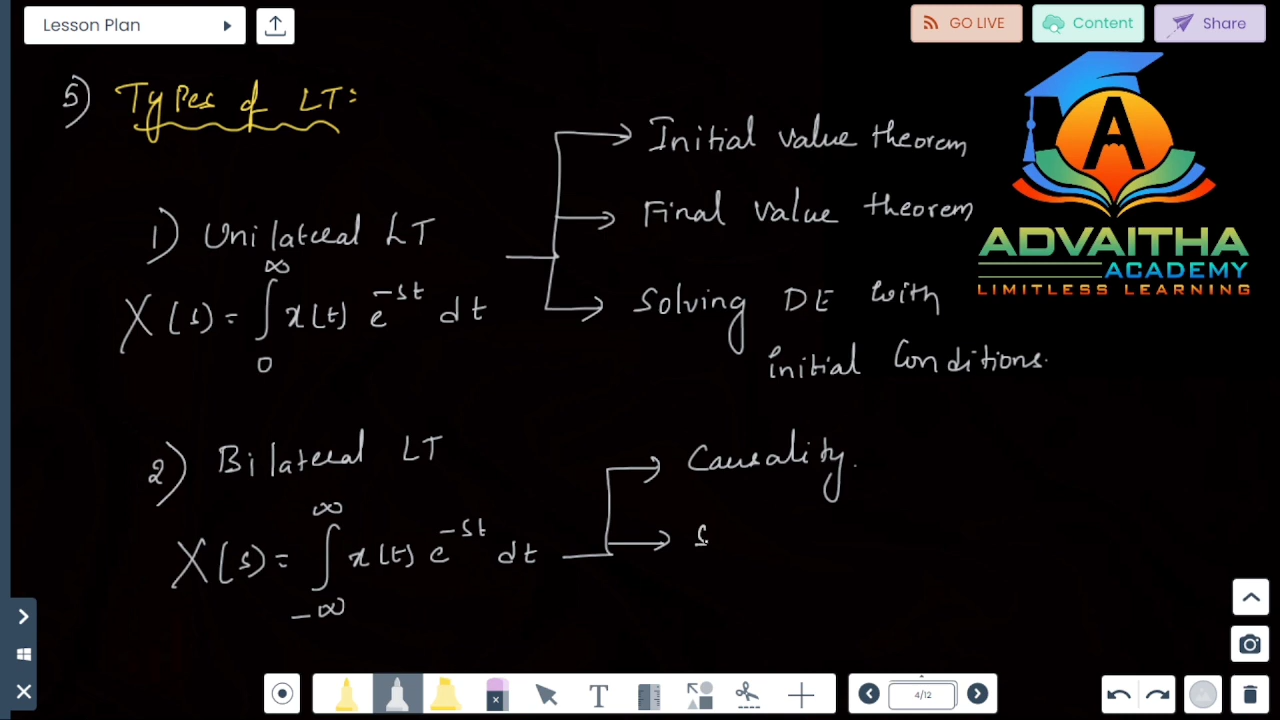 Lesson Plan
GO LIVE
Content
Share
5) Types of LT:
1) Unilateral LT
X(s) = ∫₀^∞ x(t) e^{-st} dt
Initial value theorem
Final value theorem
Solving DE with
initial Conditions.
A
ADVAITHA
ACADEMY
LIMITLESS LEARNING
2) Bilateral LT
X(s) = ∫_{-∞}^{∞} x(t) e^{-st} dt
Causality.
S
T
4/12